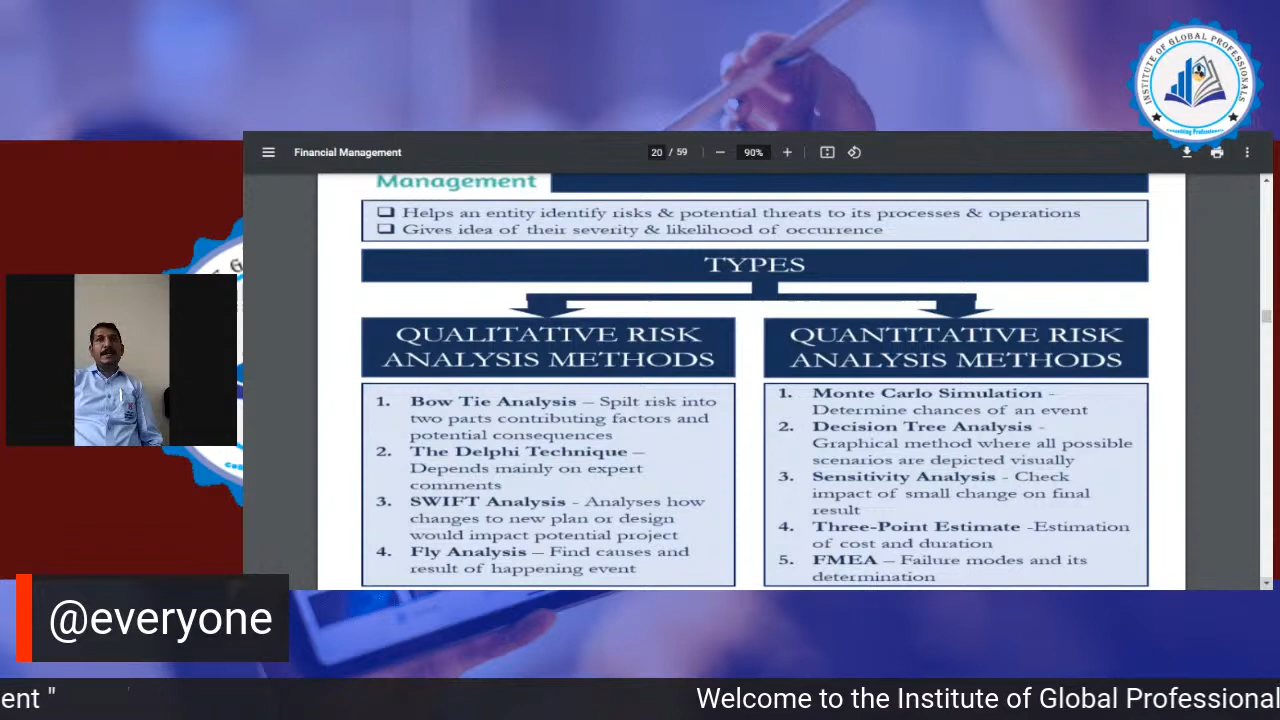 INSTITUTE OF GLOBAL PROFESSIONALS
Financial Management
20 / 59
90%
Management
Helps an entity identify risks & potential threats to its processes & operations
Gives idea of their severity & likelihood of occurrence
TYPES
QUALITATIVE RISK
ANALYSIS METHODS
1. Bow Tie Analysis – Spilt risk into
two parts contributing factors and
potential consequences
2. The Delphi Technique –
Depends mainly on expert
comments
3. SWIFT Analysis - Analyses how
changes to new plan or design
would impact potential project
4. Fly Analysis – Find causes and
result of happening event
QUANTITATIVE RISK
ANALYSIS METHODS
1. Monte Carlo Simulation -
Determine chances of an event
2. Decision Tree Analysis -
Graphical method where all possible
scenarios are depicted visually
3. Sensitivity Analysis - Check
impact of small change on final
result
4. Three-Point Estimate -Estimation
of cost and duration
5. FMEA – Failure modes and its
determination
@everyone
ent " Welcome to the Institute of Global Professional